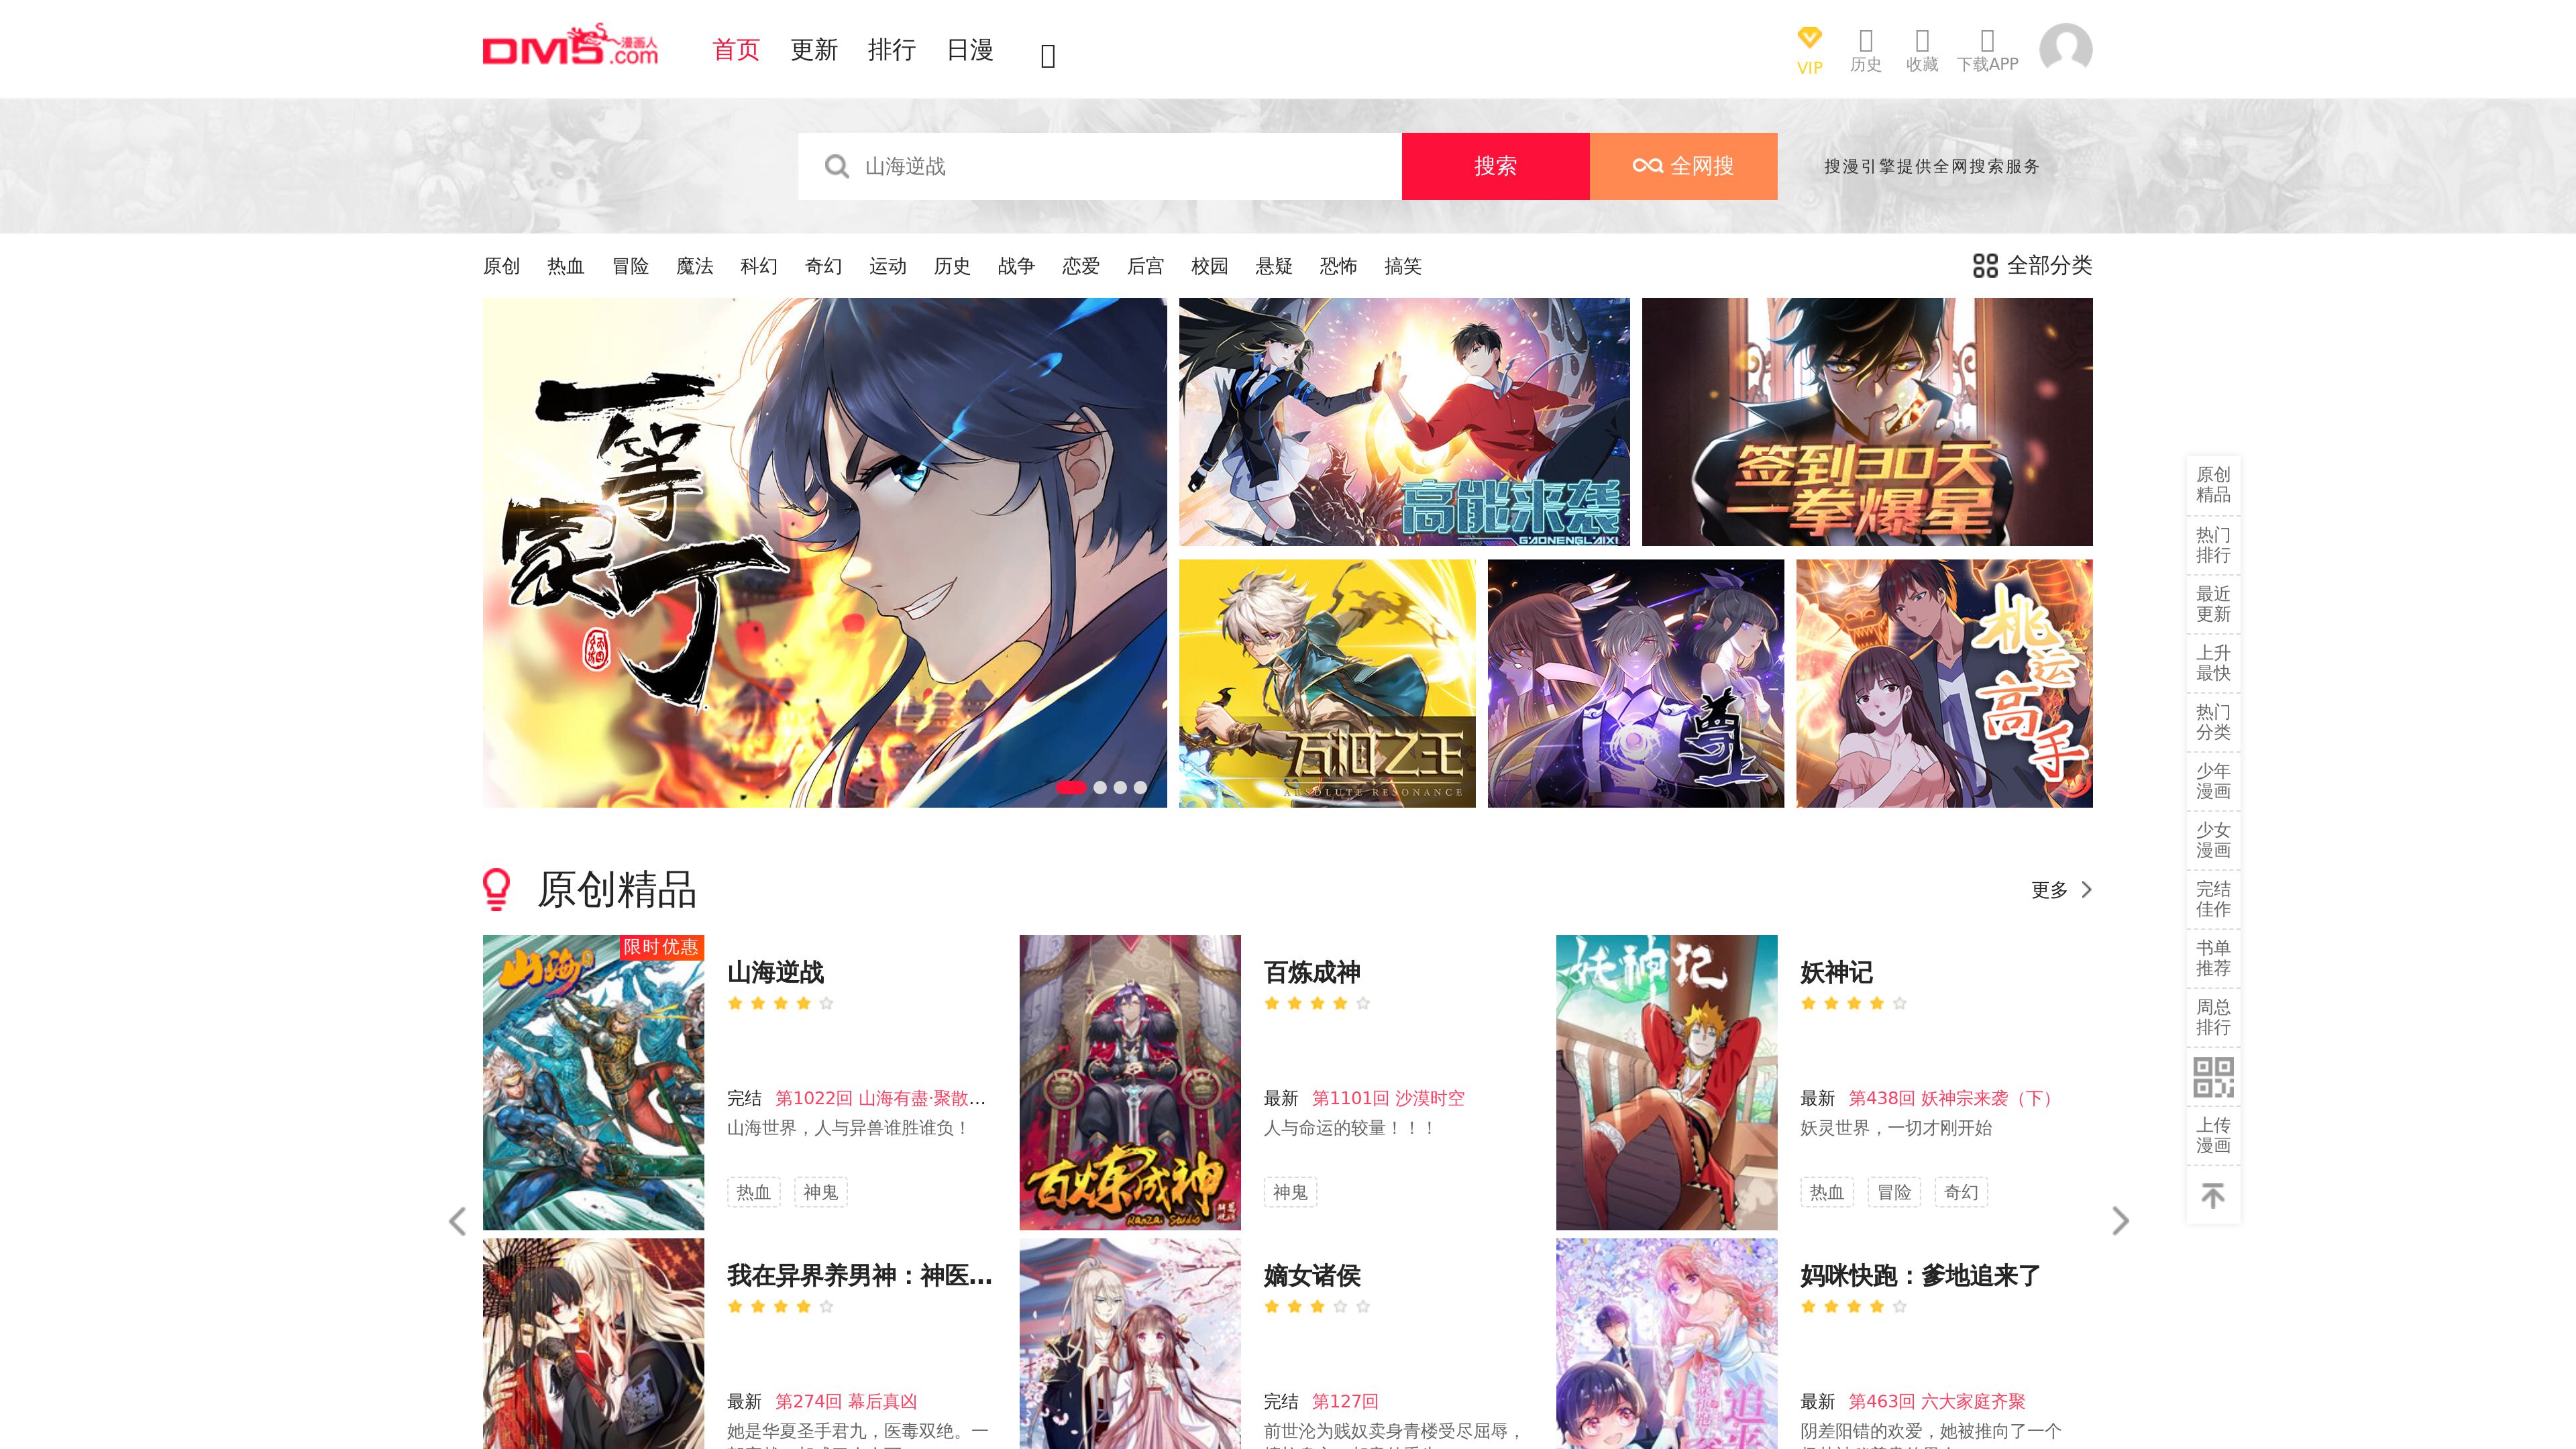 DM5.com 漫画人
首页 更新 排行 日漫
VIP 历史 收藏 下载APP
山海逆战
搜索
全网搜
搜漫引擎提供全网搜索服务
原创 热血 冒险 魔法 科幻 奇幻 运动 历史 战争 恋爱 后宫 校园 悬疑 恐怖 搞笑
全部分类
一等家丁
高能来袭
GAONENGLAIXI
签到30天
一拳爆星
万相之王
ABSOLUTE RESONANCE
尊上
桃运高手
原创精品
更多
限时优惠
山海
山海逆战
完结 第1022回 山海有盡·聚散...
山海世界，人与异兽谁胜谁负！
热血 神鬼
百炼成神
RanZai Studio
百炼成神
最新 第1101回 沙漠时空
人与命运的较量！！！
神鬼
妖神记
妖神记
最新 第438回 妖神宗来袭（下）
妖灵世界，一切才刚开始
热血 冒险 奇幻
我在异界养男神：神医...
最新 第274回 幕后真凶
她是华夏圣手君九，医毒双绝。一
嫡女诸侯
完结 第127回
前世沦为贱奴卖身青楼受尽屈辱，
妈咪快跑：爹地追来了
最新 第463回 六大家庭齐聚
阴差阳错的欢爱，她被推向了一个
原创
精品
热门
排行
最近
更新
上升
最快
热门
分类
少年
漫画
少女
漫画
完结
佳作
书单
推荐
周总
排行
上传
漫画